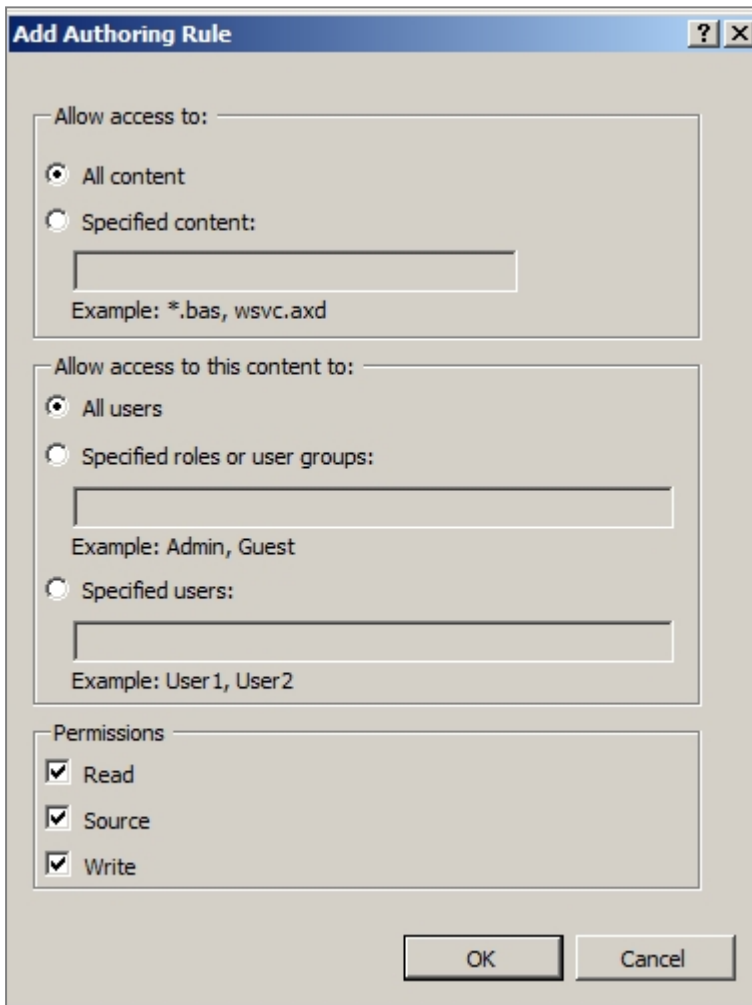 Add Authoring Rule
Allow access to:
All content
Specified content:
Example: *.bas, wsvc.axd
Allow access to this content to:
All users
Specified roles or user groups:
Example: Admin, Guest
Specified users:
Example: User1, User2
Permissions
Read
Source
Write
OK Cancel